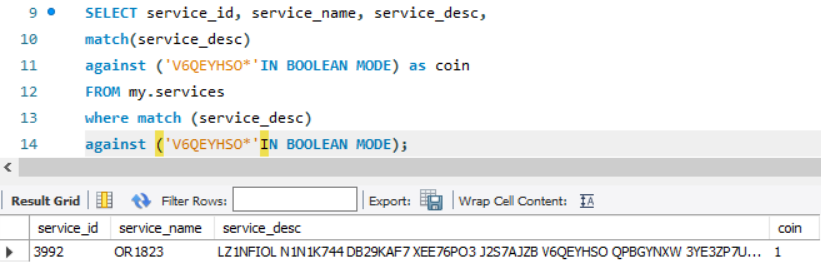 9 SELECT service_id, service_name, service_desc,
10 match(service_desc)
11 against ('V6QEYHSO*'IN BOOLEAN MODE) as coin
12 FROM my.services
13 where match (service_desc)
14 against ('V6QEYHSO*'IN BOOLEAN MODE);
Result Grid Filter Rows: Export: Wrap Cell Content: IA
service_id service_name service_desc coin
3992 OR1823 LZ1NFIOL N1N1K744 DB29KAF7 XEE76PO3 J2S7AJZB V6QEYHSO QPBGYNXW 3YE3ZP7U... 1